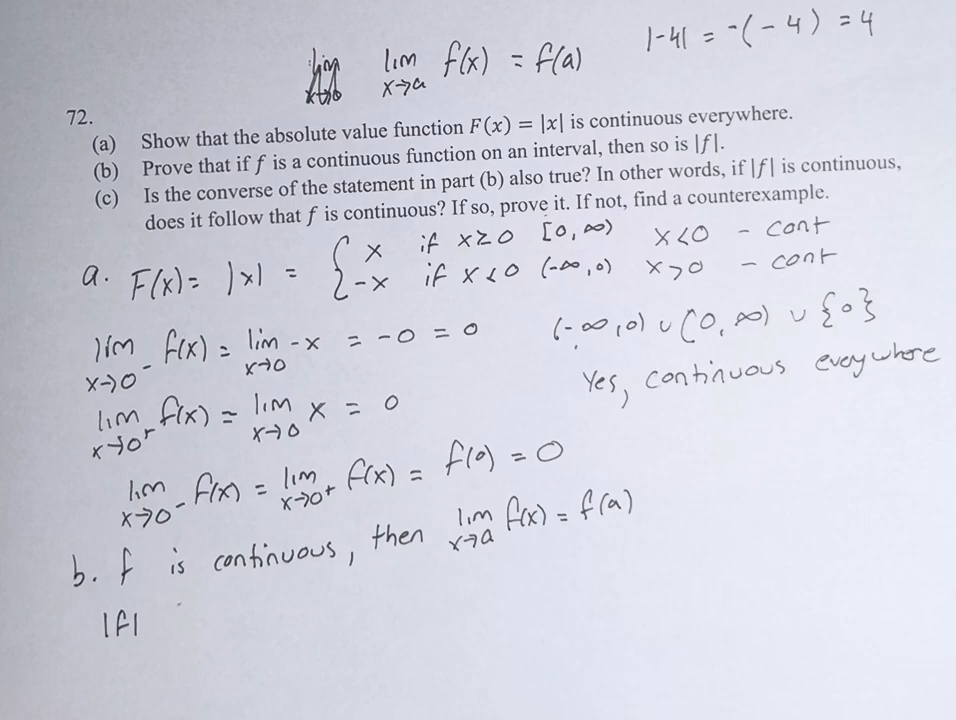 lim x→a f(x) = f(a)
|-4| = -(-4) = 4
72.
(a) Show that the absolute value function F(x) = |x| is continuous everywhere.
(b) Prove that if f is a continuous function on an interval, then so is |f|.
(c) Is the converse of the statement in part (b) also true? In other words, if |f| is continuous,
does it follow that f is continuous? If so, prove it. If not, find a counterexample.
a. F(x) = |x| = { x if x≥0 [0, ∞) x<0 - cont
-x if x<0 (-∞, 0) x>0 - cont
lim x→0⁻ f(x) = lim x→0 -x = -0 = 0
(-∞, 0) ∪ (0, ∞) ∪ {0}
Yes, continuous everywhere
lim x→0⁺ f(x) = lim x→0 x = 0
lim x→0⁻ f(x) = lim x→0⁺ f(x) = f(0) = 0
b. f is continuous, then lim x→a f(x) = f(a)
|f|